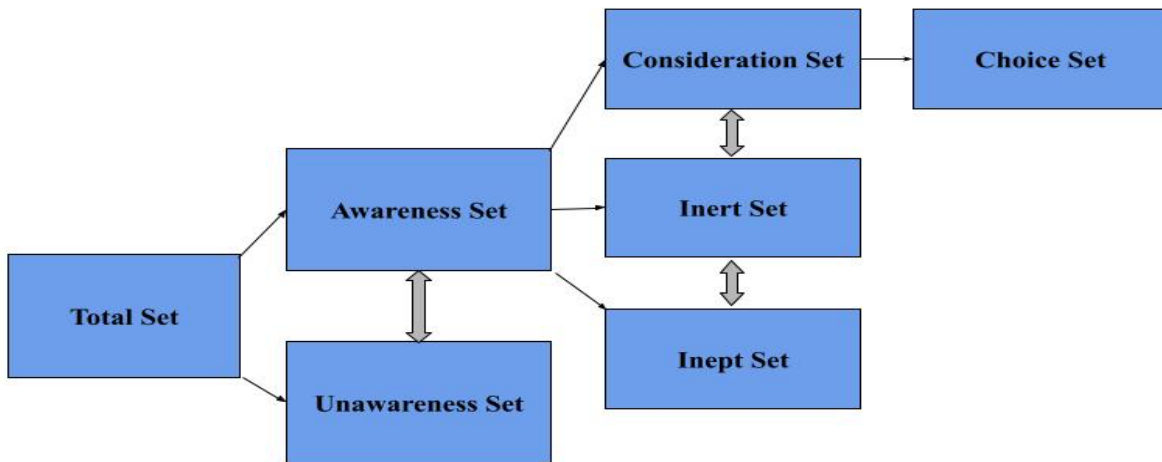 Total Set
Awareness Set
Unawareness Set
Consideration Set
Inert Set
Inept Set
Choice Set